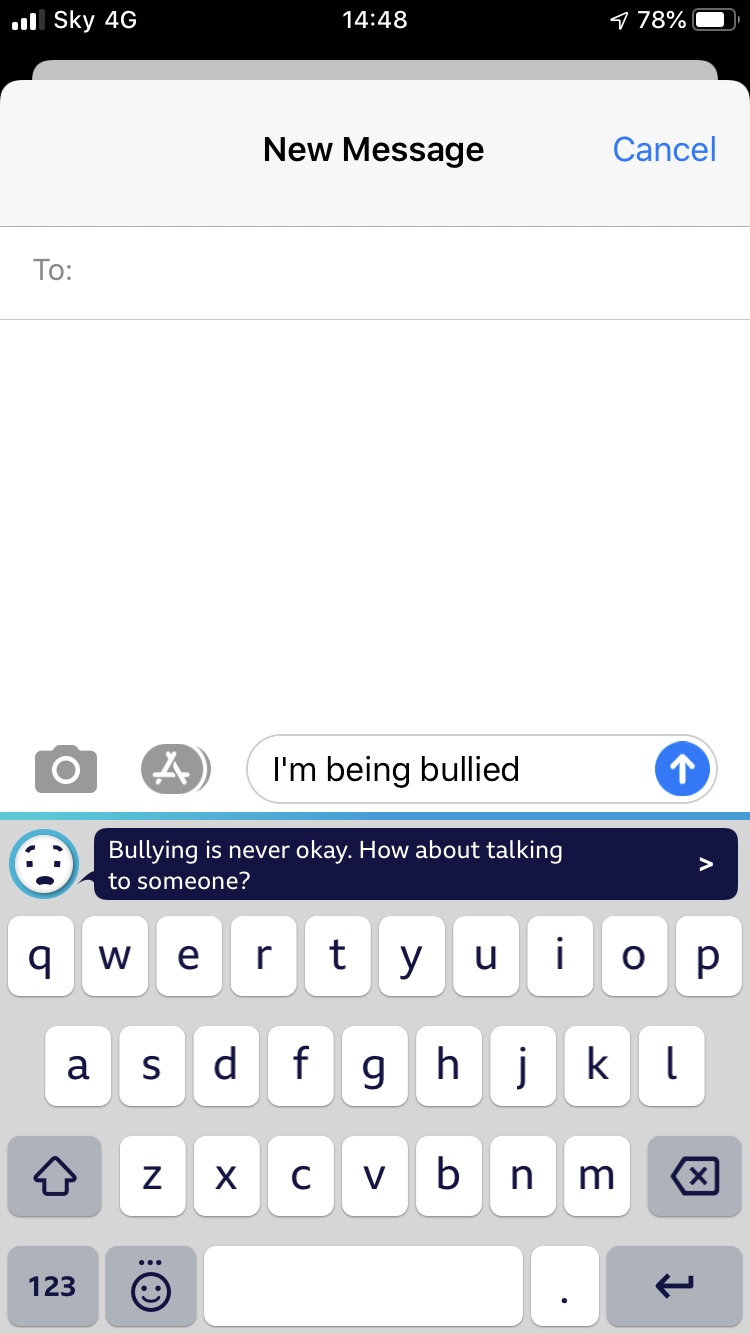 Sky 4G 14:48 78%
New Message Cancel
To:
I'm being bullied
Bullying is never okay. How about talking
to someone?
>
q w e r t y u i o p
a s d f g h j k l
z x c v b n m
123 .